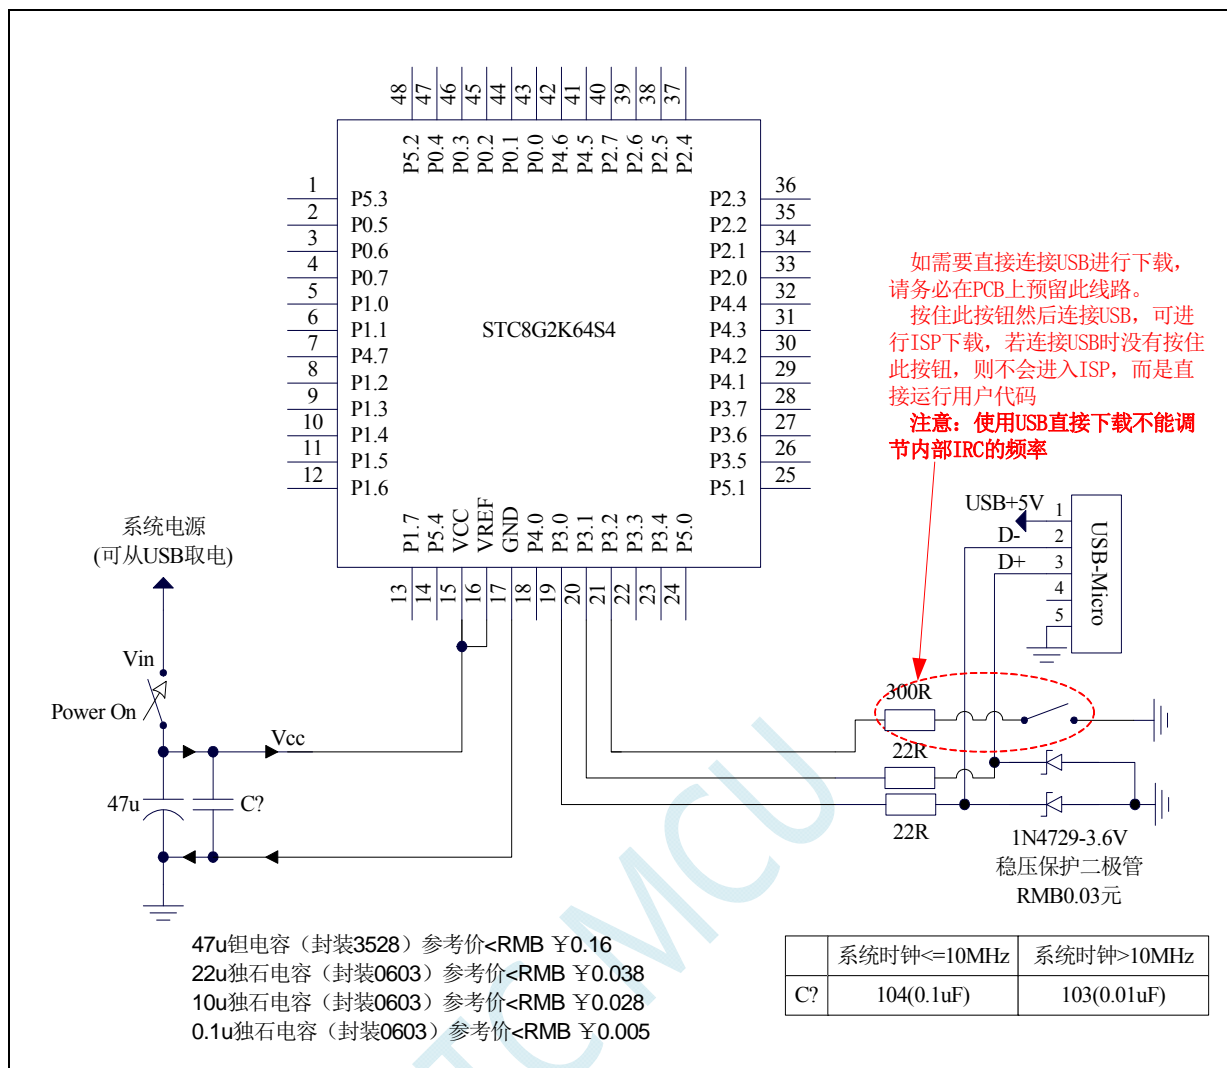 48
47
46
45
44
43
42
41
40
39
38
37
P5.2
P0.4
P0.3
P0.2
P0.1
P0.0
P4.6
P4.5
P2.7
P2.6
P2.5
P2.4
1 P5.3
2 P0.5
3 P0.6
4 P0.7
5 P1.0
6 P1.1
7 P4.7
8 P1.2
9 P1.3
10 P1.4
11 P1.5
12 P1.6
STC8G2K64S4
P2.3 36
P2.2 35
P2.1 34
P2.0 33
P4.4 32
P4.3 31
P4.2 30
P4.1 29
P3.7 28
P3.6 27
P3.5 26
P5.1 25
P1.7
P5.4
VCC
VREF
GND
P4.0
P3.0
P3.1
P3.2
P3.3
P3.4
P5.0
13
14
15
16
17
18
19
20
21
22
23
24
如需要直接连接USB进行下载，
请务必在PCB上预留此线路。
按住此按钮然后连接USB，可进
行ISP下载，若连接USB时没有按住
此按钮，则不会进入ISP，而是直
接运行用户代码
注意：使用USB直接下载不能调
节内部IRC的频率
USB+5V
D-
D+
1
2
3
4
5
USB-Micro
系统电源
(可从USB取电)
Vin
Power On
Vcc
47u
C?
300R
22R
22R
1N4729-3.6V
稳压保护二极管
RMB0.03元
47u钽电容（封装3528）参考价<RMB ￥0.16
22u独石电容（封装0603）参考价<RMB ￥0.038
10u独石电容（封装0603）参考价<RMB ￥0.028
0.1u独石电容（封装0603）参考价<RMB ￥0.005
系统时钟<=10MHz 系统时钟>10MHz
C? 104(0.1uF) 103(0.01uF)
STC MCU